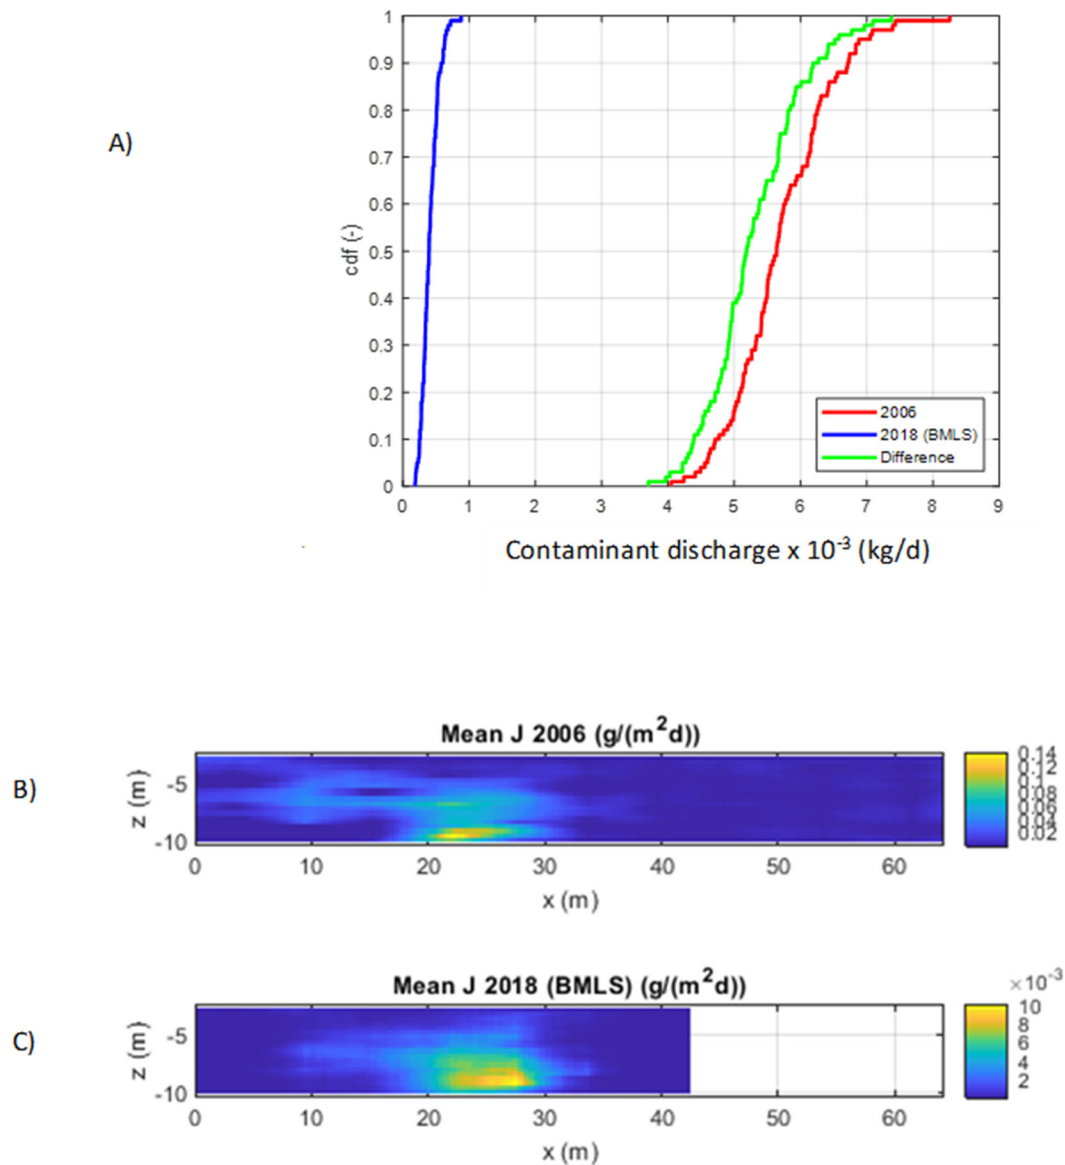 A)
cdf (-)
1
0.9
0.8
0.7
0.6
0.5
0.4
0.3
0.2
0.1
0
0 1 2 3 4 5 6 7 8 9
2006
2018 (BMLS)
Difference
Contaminant discharge x 10⁻³ (kg/d)
B)
Mean J 2006 (g/(m²d))
z (m)
-5
-10
0 10 20 30 40 50 60
x (m)
0.14
0.12
0.1
0.08
0.06
0.04
0.02
C)
Mean J 2018 (BMLS) (g/(m²d))
z (m)
-5
-10
0 10 20 30 40 50 60
x (m)
×10⁻³
10
8
6
4
2